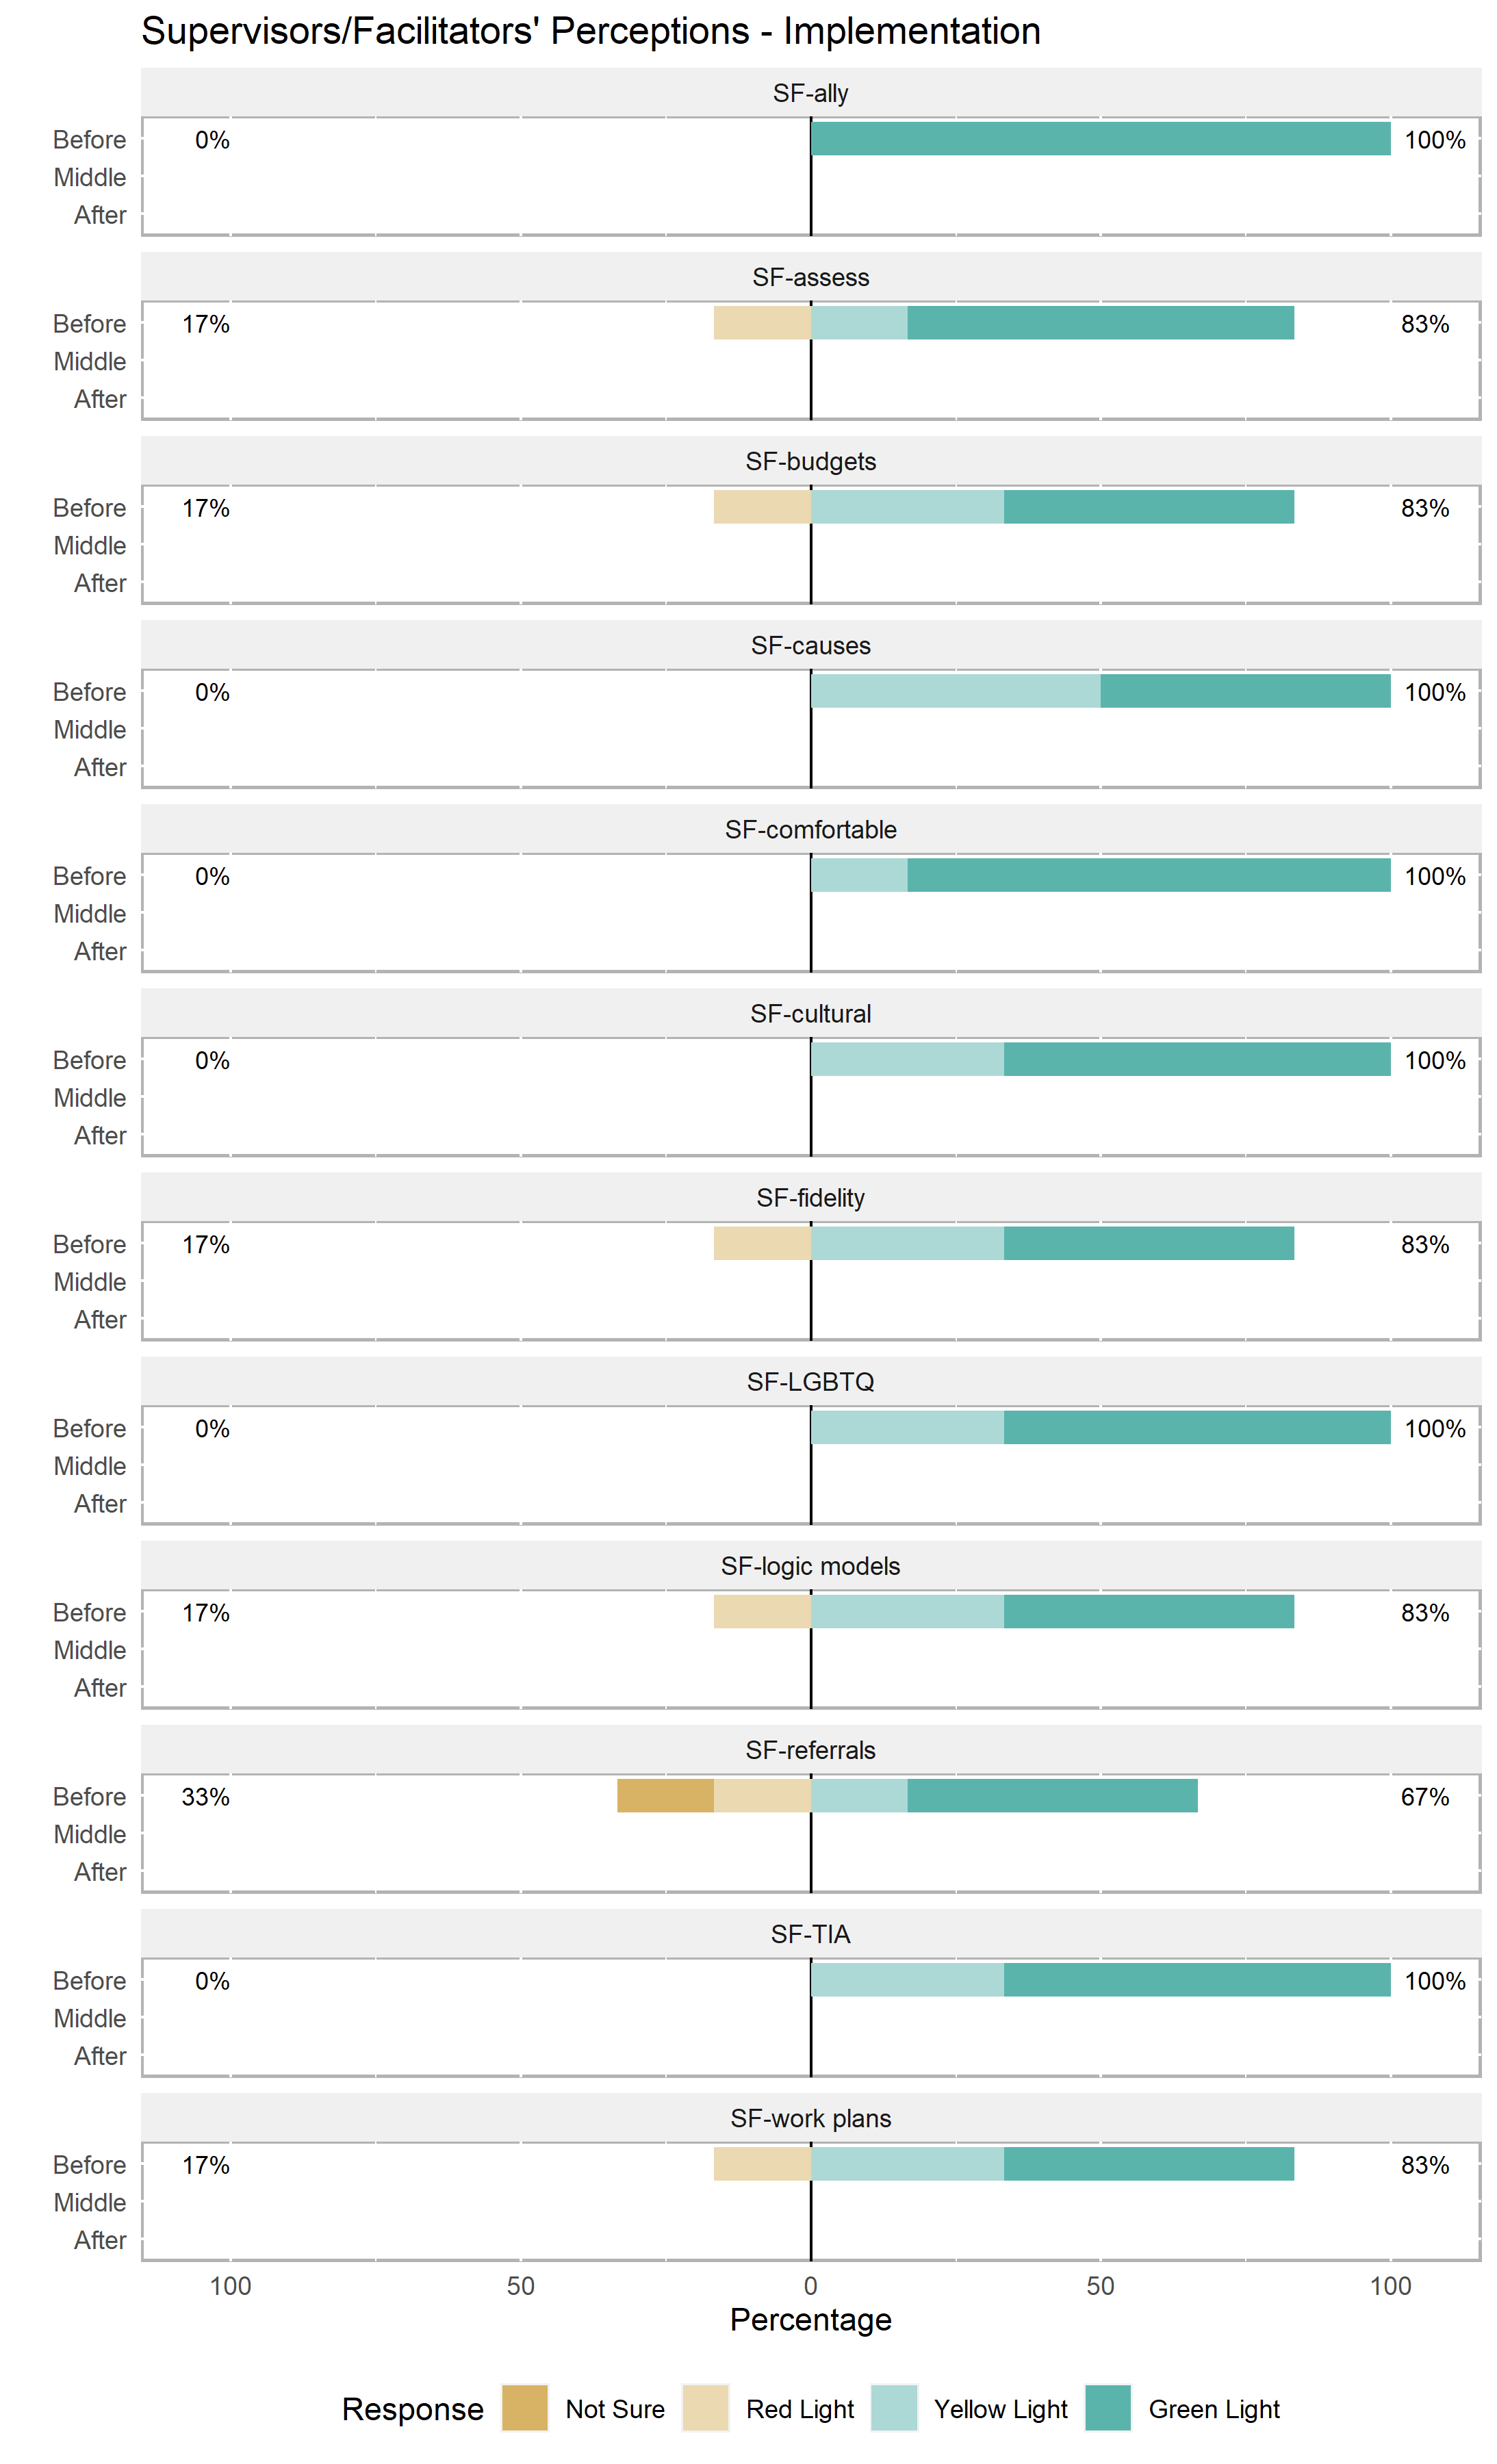 Supervisors/Facilitators' Perceptions - Implementation
SF-ally
Before 0% 100%
Middle
After
SF-assess
Before 17% 83%
Middle
After
SF-budgets
Before 17% 83%
Middle
After
SF-causes
Before 0% 100%
Middle
After
SF-comfortable
Before 0% 100%
Middle
After
SF-cultural
Before 0% 100%
Middle
After
SF-fidelity
Before 17% 83%
Middle
After
SF-LGBTQ
Before 0% 100%
Middle
After
SF-logic models
Before 17% 83%
Middle
After
SF-referrals
Before 33% 67%
Middle
After
SF-TIA
Before 0% 100%
Middle
After
SF-work plans
Before 17% 83%
Middle
After
100 50 0 50 100
Percentage
Response Not Sure Red Light Yellow Light Green Light